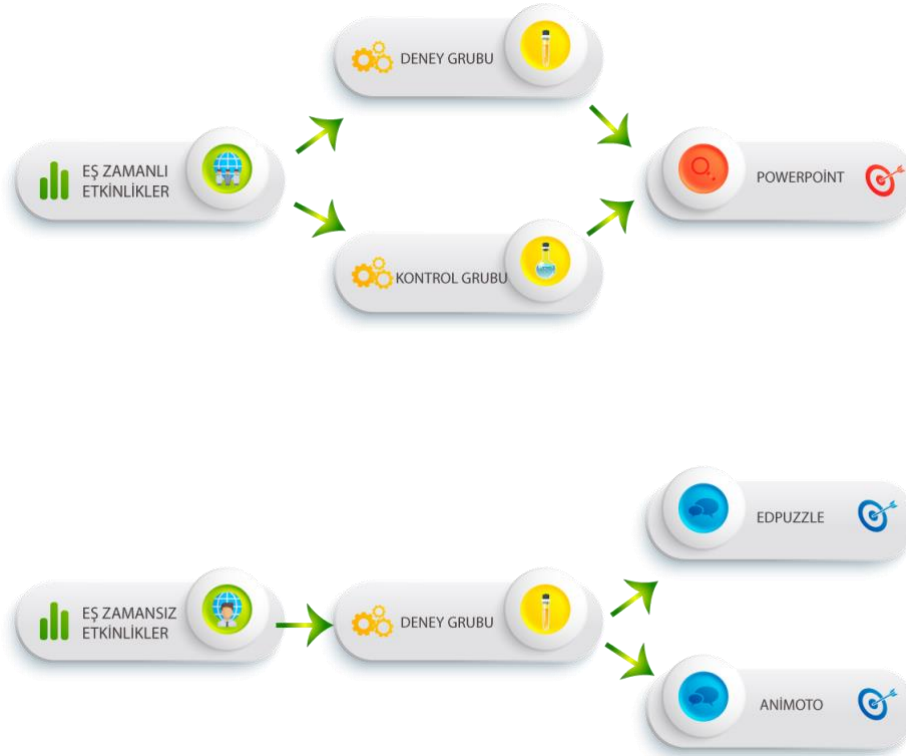 DENEY GRUBU
EŞ ZAMANLI
ETKİNLİKLER
POWERPOİNT
KONTROL GRUBU
EDPUZZLE
EŞ ZAMANSIZ
ETKİNLİKLER
DENEY GRUBU
ANİMOTO